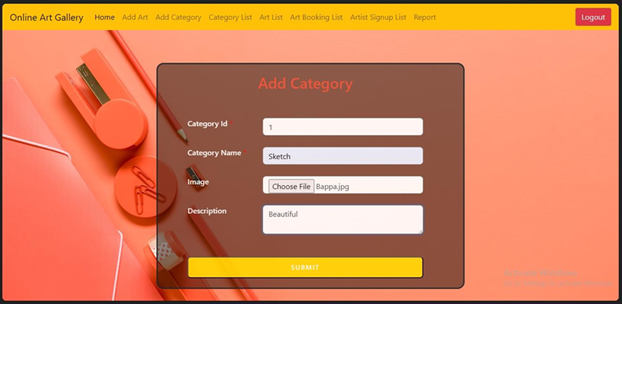 Online Art Gallery Home Add Art Add Category Category List Art List Art Booking List Artist Signup List Report Logout
Add Category
Category Id 1
Category Name Sketch
Image Choose File Bappa.jpg
Description Beautiful
SUBMIT